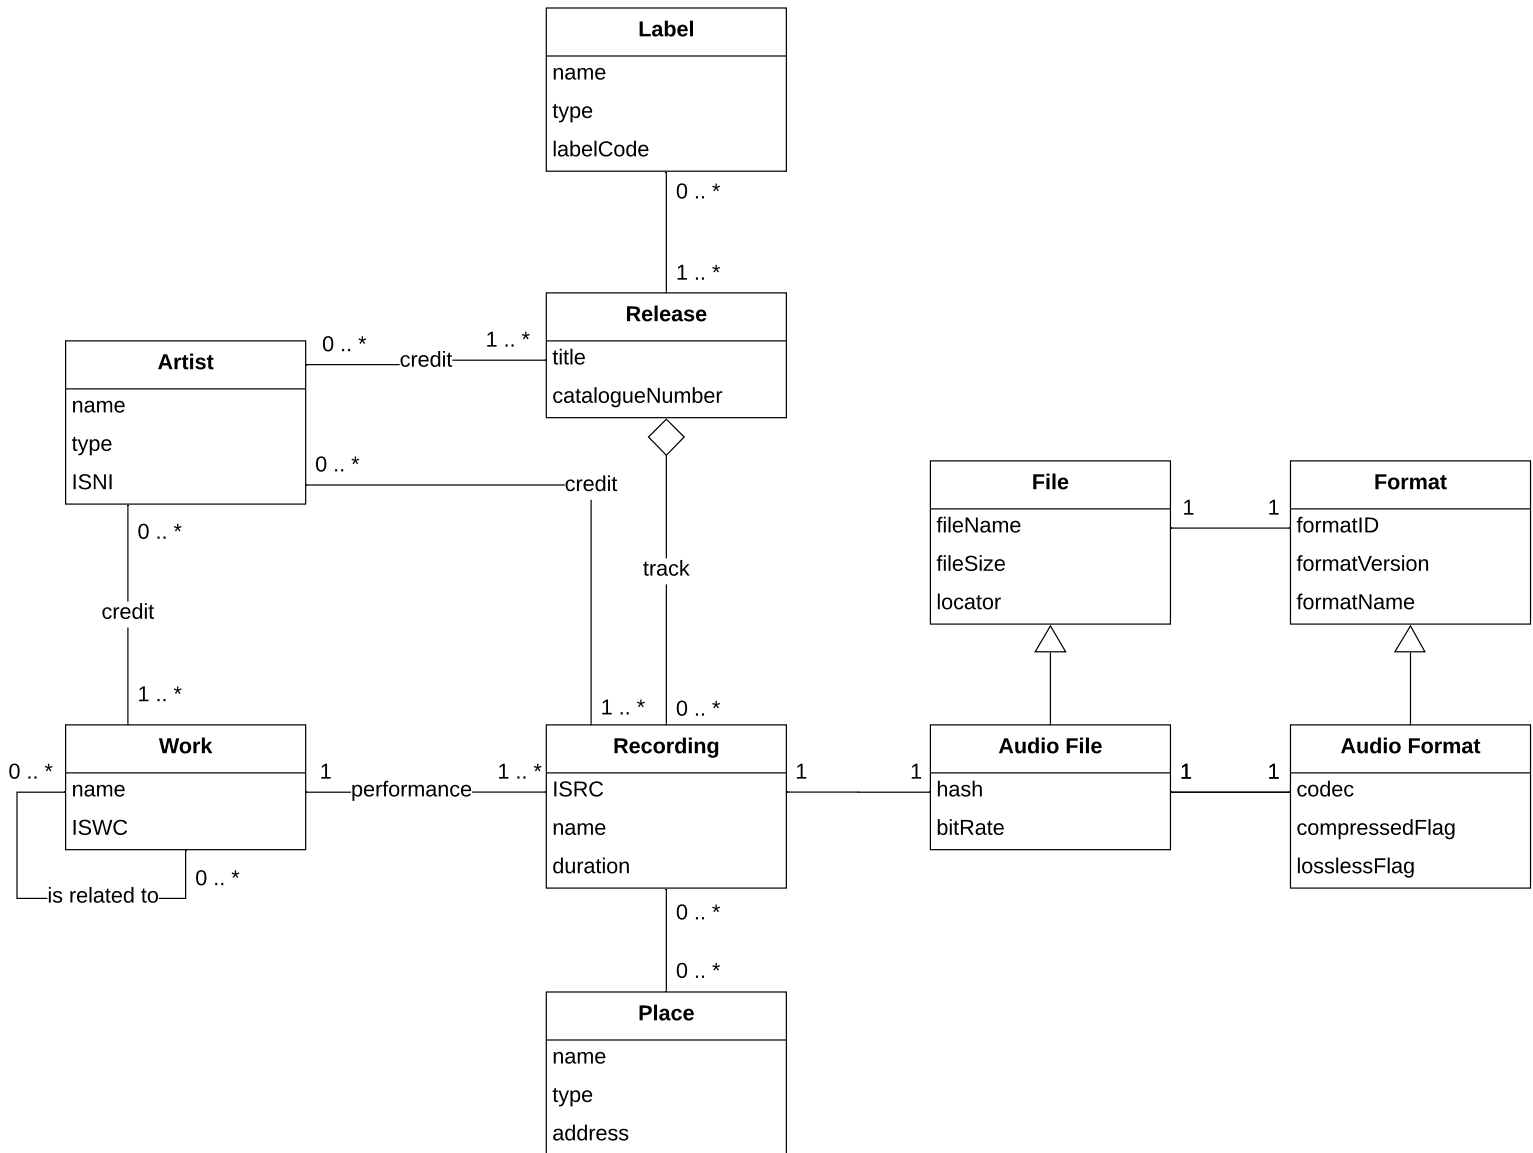 Label
name
type
labelCode
0 .. *
1 .. *
Release
title
catalogueNumber
Artist
name
type
ISNI
0 .. *
credit
1 .. *
0 .. *
credit
1 .. *
0 .. *
credit
1 .. *
track
0 .. *
File
fileName
fileSize
locator
1
1
Format
formatID
formatVersion
formatName
Work
name
ISWC
0 .. *
is related to
0 .. *
1
performance
1 .. *
Recording
ISRC
name
duration
1
1
Audio File
hash
bitRate
1
1
Audio Format
codec
compressedFlag
losslessFlag
0 .. *
0 .. *
Place
name
type
address